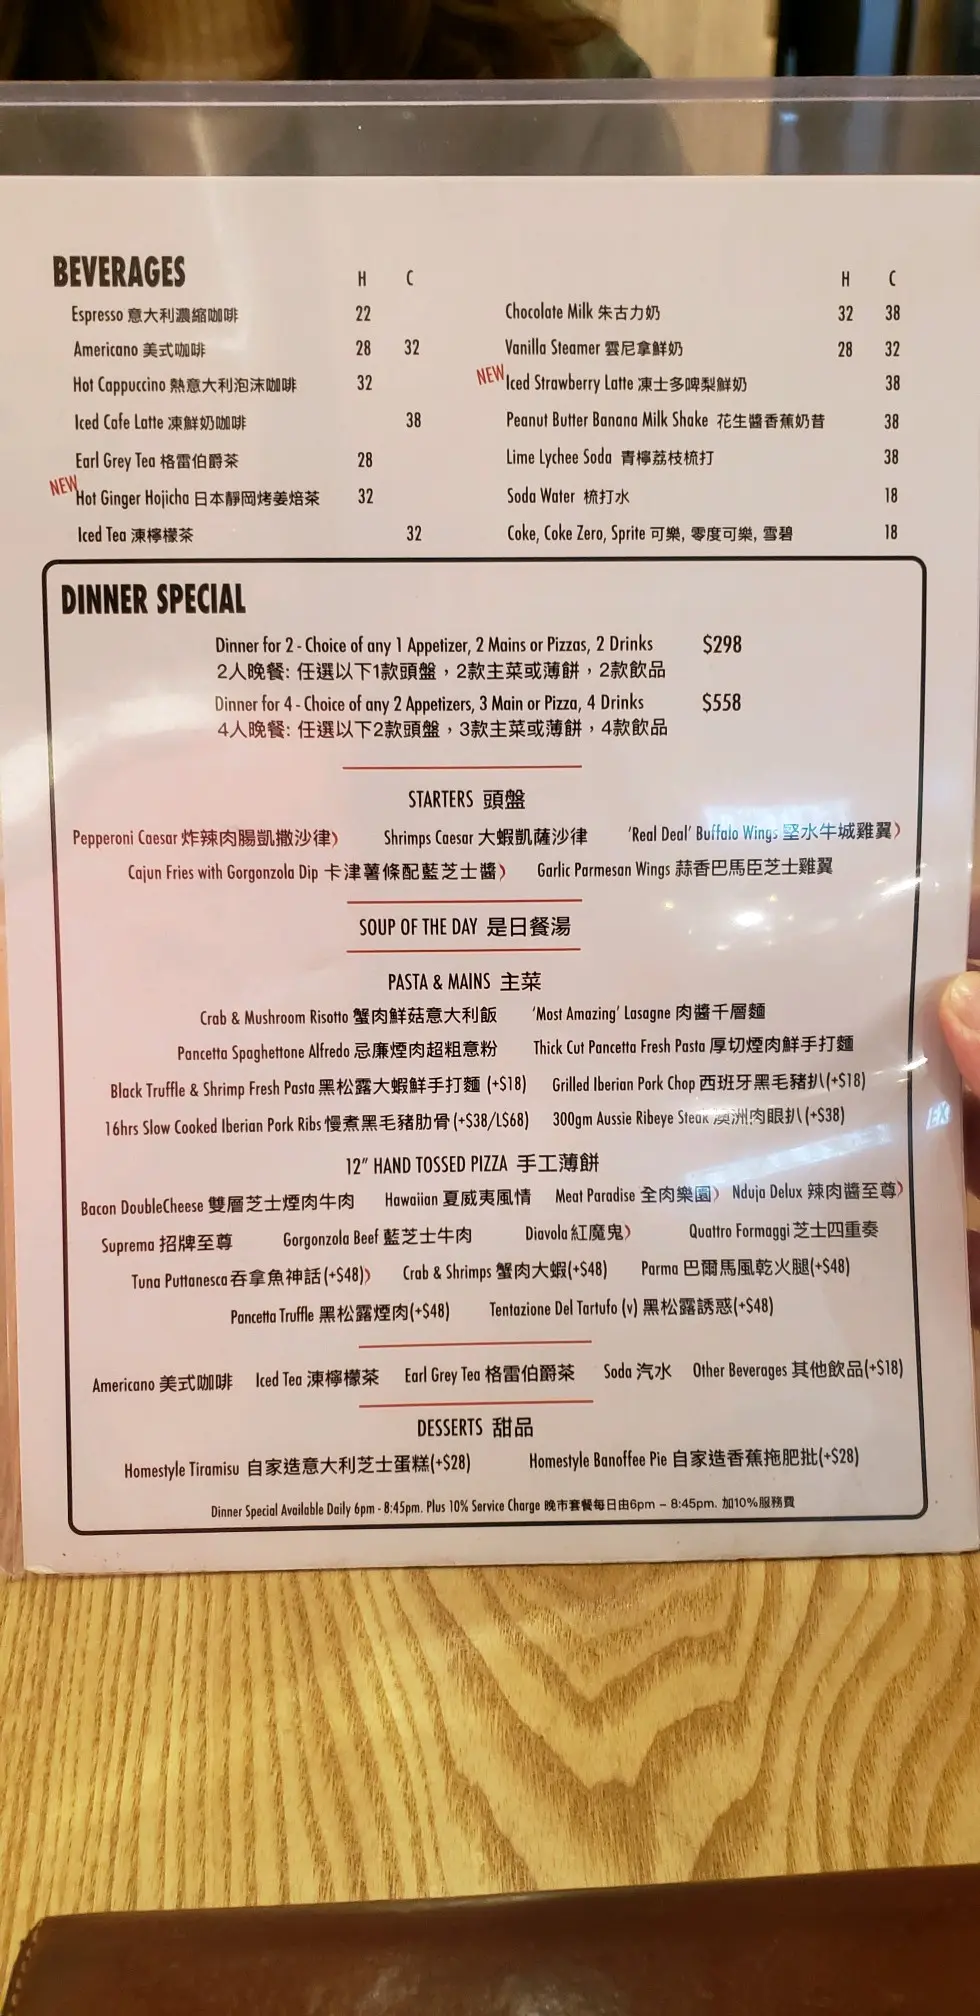 BEVERAGES H C
Espresso 意大利濃縮咖啡 22
Americano 美式咖啡 28 32
Hot Cappuccino 熱意大利泡沫咖啡 32
Iced Cafe Latte 凍鮮奶咖啡 38
Earl Grey Tea 格雷伯爵茶 28
NEW Hot Ginger Hojicha 日本靜岡烤姜焙茶 32
Iced Tea 凍檸檬茶 32
H C
Chocolate Milk 朱古力奶 32 38
Vanilla Steamer 雲尼拿鮮奶 28 32
NEW Iced Strawberry Latte 凍士多啤梨鮮奶 38
Peanut Butter Banana Milk Shake 花生醬香蕉奶昔 38
Lime Lychee Soda 青檸荔枝梳打 38
Soda Water 梳打水 18
Coke, Coke Zero, Sprite 可樂, 零度可樂, 雪碧 18
DINNER SPECIAL
Dinner for 2 - Choice of any 1 Appetizer, 2 Mains or Pizzas, 2 Drinks $298
2人晚餐: 任選以下1款頭盤，2款主菜或薄餅，2款飲品
Dinner for 4 - Choice of any 2 Appetizers, 3 Main or Pizza, 4 Drinks $558
4人晚餐: 任選以下2款頭盤，3款主菜或薄餅，4款飲品
STARTERS 頭盤
Pepperoni Caesar 炸辣肉腸凱撒沙律 Shrimps Caesar 大蝦凱薩沙律 'Real Deal' Buffalo Wings 堅水牛城雞翼
Cajun Fries with Gorgonzola Dip 卡津薯條配藍芝士醬 Garlic Parmesan Wings 蒜香巴馬臣芝士雞翼
SOUP OF THE DAY 是日餐湯
PASTA & MAINS 主菜
Crab & Mushroom Risotto 蟹肉鮮菇意大利飯 'Most Amazing' Lasagne 肉醬千層麵
Pancetta Spaghettone Alfredo 忌廉煙肉超粗意粉 Thick Cut Pancetta Fresh Pasta 厚切煙肉鮮手打麵
Black Truffle & Shrimp Fresh Pasta 黑松露大蝦鮮手打麵 (+$18) Grilled Iberian Pork Chop 西班牙黑毛豬扒(+$18)
16hrs Slow Cooked Iberian Pork Ribs 慢煮黑毛豬肋骨 (+$38/L$68) 300gm Aussie Ribeye Steak 澳洲肉眼扒 (+$38)
12" HAND TOSSED PIZZA 手工薄餅
Bacon DoubleCheese 雙層芝士煙肉牛肉 Hawaiian 夏威夷風情 Meat Paradise 全肉樂園 Nduja Delux 辣肉醬至尊
Suprema 招牌至尊 Gorgonzola Beef 藍芝士牛肉 Diavola 紅魔鬼 Quattro Formaggi 芝士四重奏
Tuna Puttanesca 吞拿魚神話 (+$48) Crab & Shrimps 蟹肉大蝦(+$48) Parma 巴爾馬風乾火腿(+$48)
Pancetta Truffle 黑松露煙肉(+$48) Tentazione Del Tartufo (v) 黑松露誘惑(+$48)
Americano 美式咖啡 Iced Tea 凍檸檬茶 Earl Grey Tea 格雷伯爵茶 Soda 汽水 Other Beverages 其他飲品(+$18)
DESSERTS 甜品
Homestyle Tiramisu 自家造意大利芝士蛋糕(+$28) Homestyle Banoffee Pie 自家造香蕉拖肥批(+$28)
Dinner Special Available Daily 6pm - 8:45pm. Plus 10% Service Charge 晚市套餐每日由6pm – 8:45pm. 加10%服務費